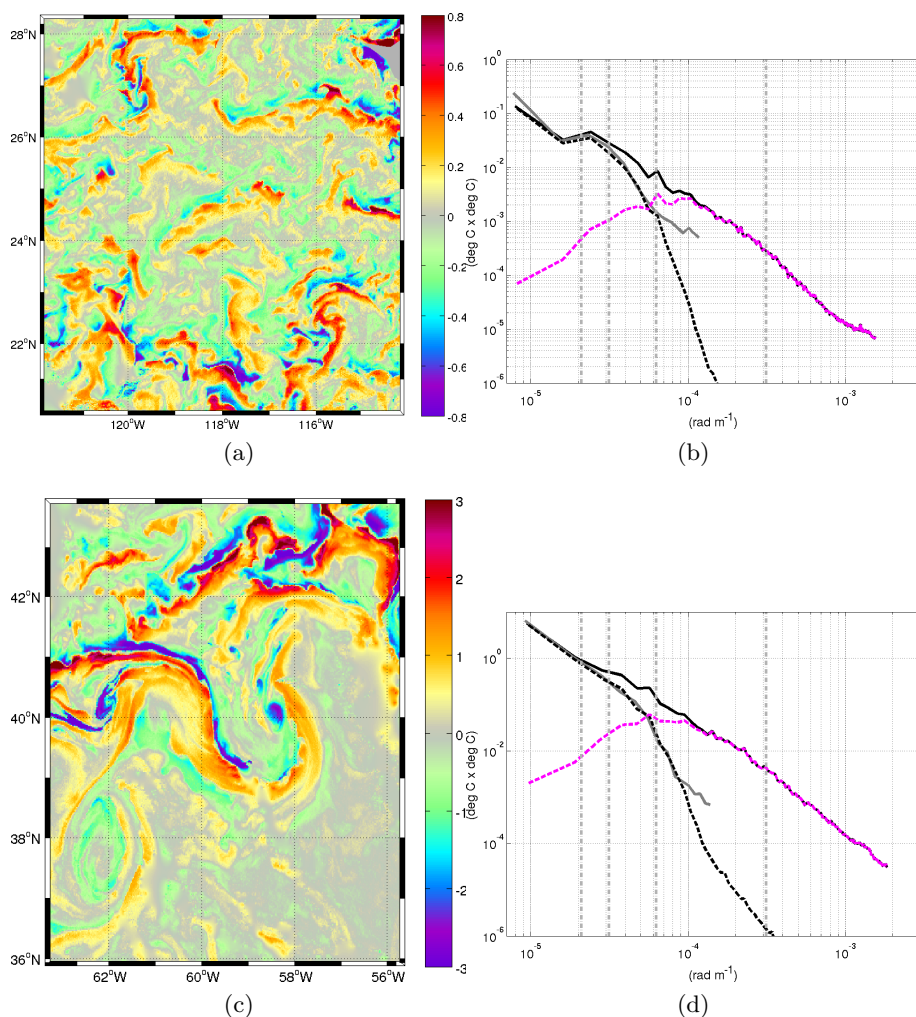 28°N
26°N
24°N
22°N
120°W
118°W
116°W
0.8
0.6
0.4
0.2
0
-0.2
-0.4
-0.6
-0.8
(a)
(deg C x deg C)
10⁰
10⁻¹
10⁻²
10⁻³
10⁻⁴
10⁻⁵
10⁻⁶
10⁻⁵
10⁻⁴
10⁻³
(rad m⁻¹)
(b)
42°N
40°N
38°N
36°N
62°W
60°W
58°W
56°W
3
2
1
0
-1
-2
-3
(c)
(deg C x deg C)
10⁰
10⁻²
10⁻⁴
10⁻⁶
10⁻⁵
10⁻⁴
10⁻³
(rad m⁻¹)
(d)